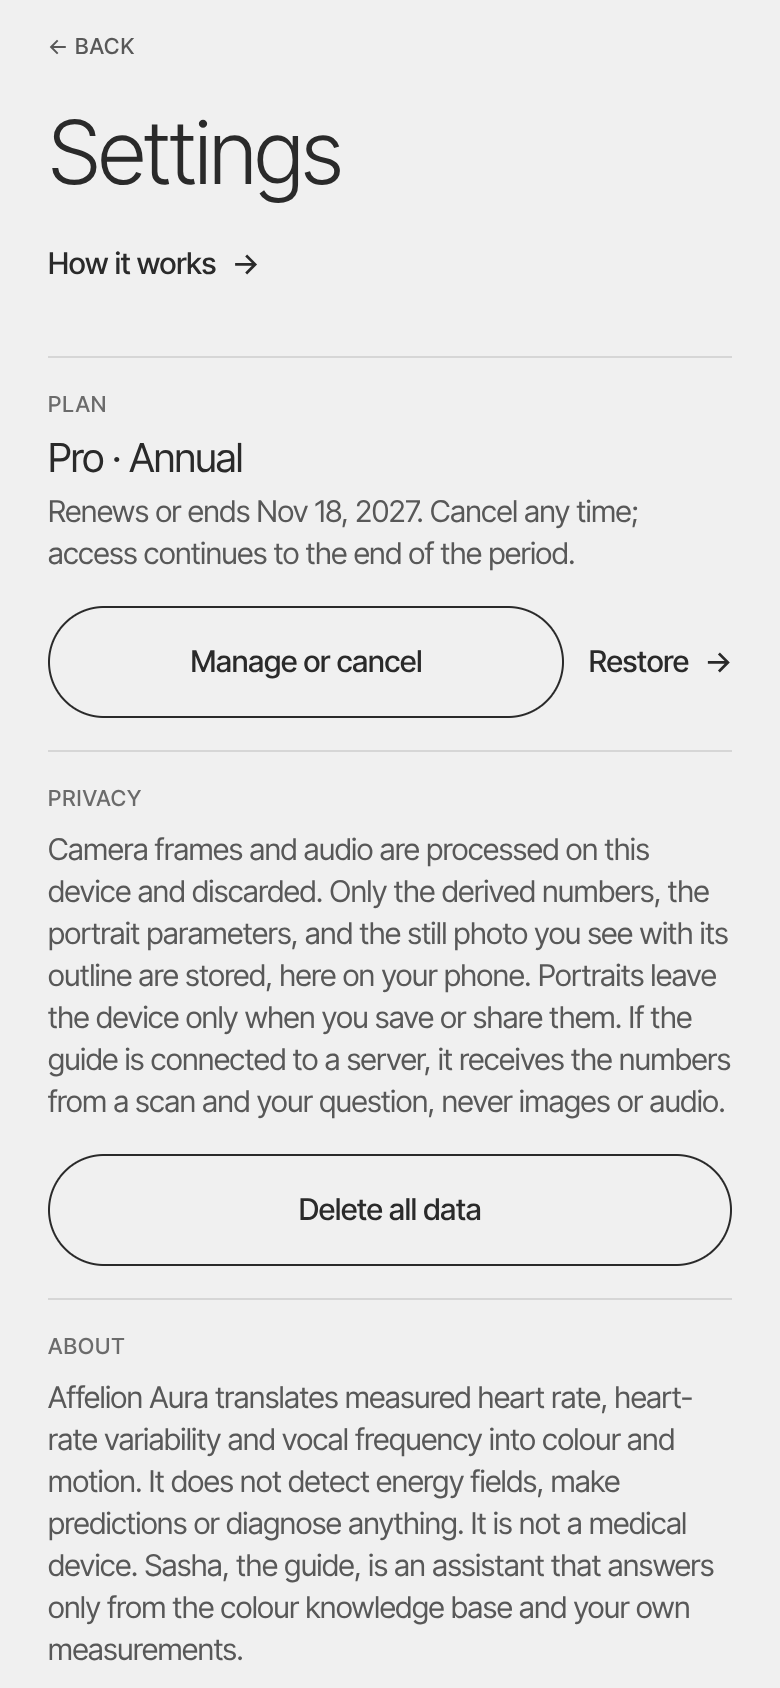 ← BACK
Settings
How it works →
PLAN
Pro · Annual
Renews or ends Nov 18, 2027. Cancel any time;
access continues to the end of the period.
Manage or cancel
Restore →
PRIVACY
Camera frames and audio are processed on this
device and discarded. Only the derived numbers, the
portrait parameters, and the still photo you see with its
outline are stored, here on your phone. Portraits leave
the device only when you save or share them. If the
guide is connected to a server, it receives the numbers
from a scan and your question, never images or audio.
Delete all data
ABOUT
Affelion Aura translates measured heart rate, heart-
rate variability and vocal frequency into colour and
motion. It does not detect energy fields, make
predictions or diagnose anything. It is not a medical
device. Sasha, the guide, is an assistant that answers
only from the colour knowledge base and your own
measurements.